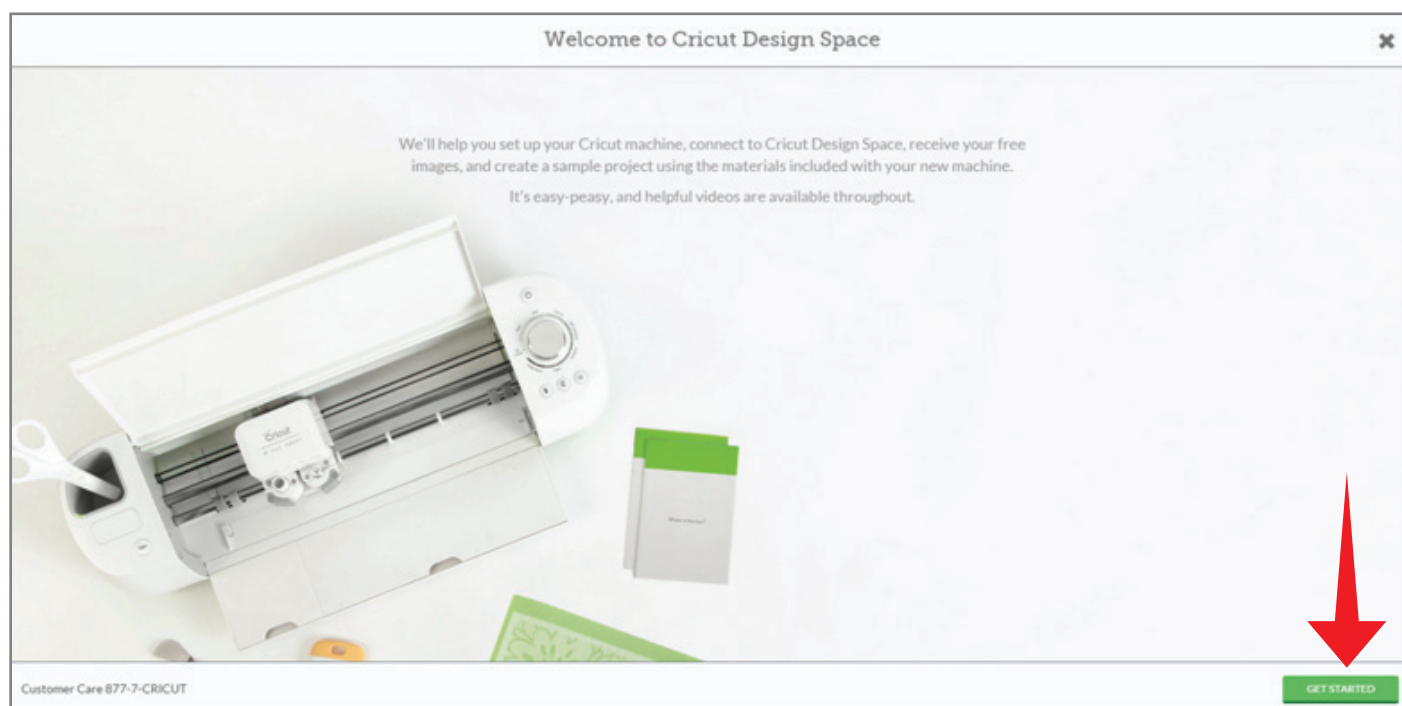 Welcome to Cricut Design Space
We'll help you set up your Cricut machine, connect to Cricut Design Space, receive your free
images, and create a sample project using the materials included with your new machine.
It's easy-peasy, and helpful videos are available throughout.
Cricut
Customer Care 877-7-CRICUT
GET STARTED